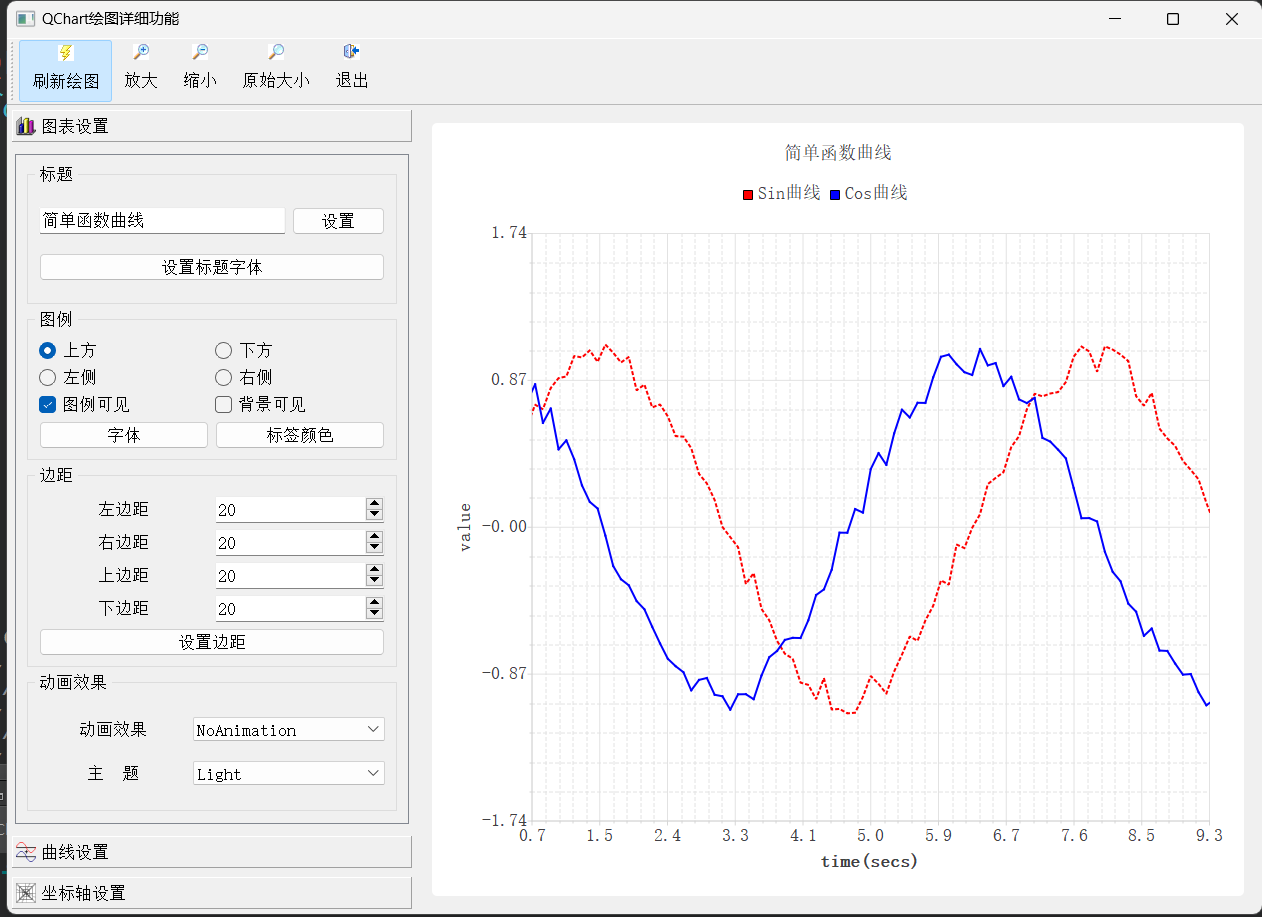 QChart绘图详细功能
刷新绘图 放大 缩小 原始大小 退出
图表设置
标题
简单函数曲线 设置
设置标题字体
图例
上方 下方
左侧 右侧
图例可见 背景可见
字体 标签颜色
边距
左边距 20
右边距 20
上边距 20
下边距 20
设置边距
动画效果
动画效果 NoAnimation
主 题 Light
曲线设置
坐标轴设置
简单函数曲线
Sin曲线 Cos曲线
1.74
0.87
-0.00
-0.87
-1.74
value
0.7 1.5 2.4 3.3 4.1 5.0 5.9 6.7 7.6 8.5 9.3
time(secs)